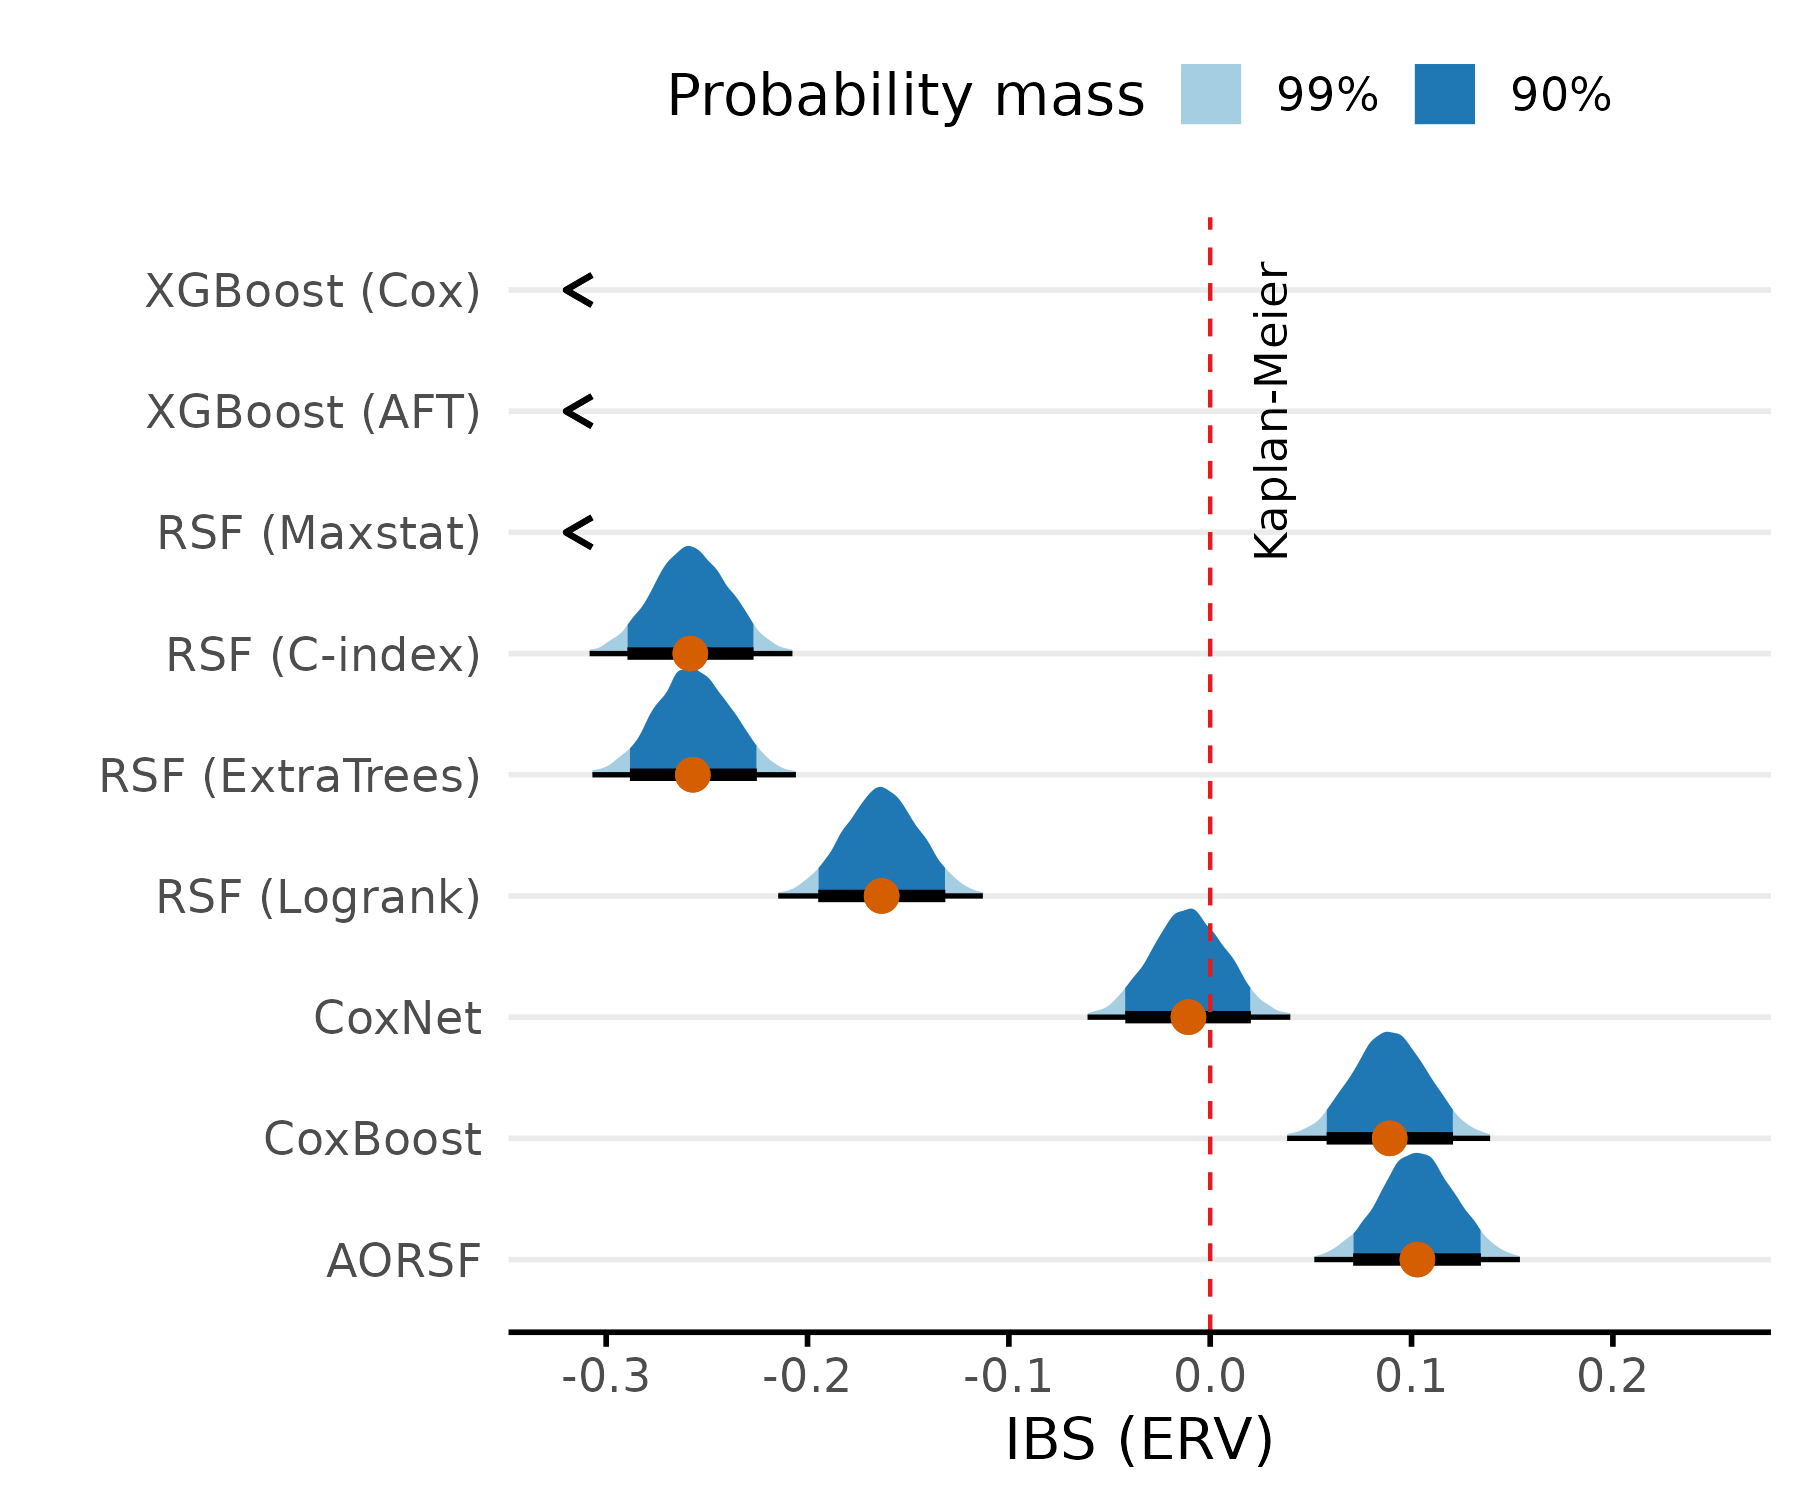 Probability mass 99% 90%
XGBoost (Cox)
XGBoost (AFT)
RSF (Maxstat)
RSF (C-index)
RSF (ExtraTrees)
RSF (Logrank)
CoxNet
CoxBoost
AORSF
Kaplan-Meier
-0.3 -0.2 -0.1 0.0 0.1 0.2
IBS (ERV)